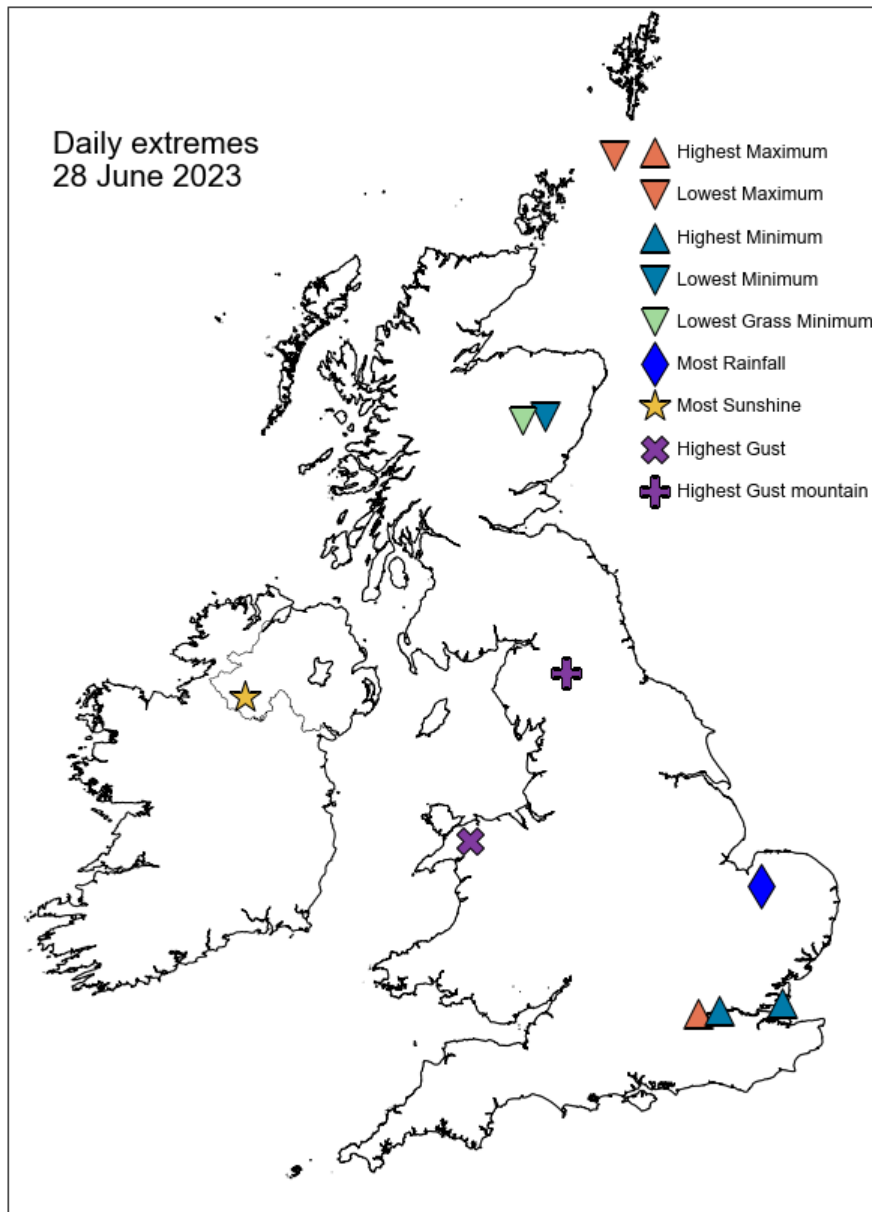 Daily extremes
28 June 2023
Highest Maximum
Lowest Maximum
Highest Minimum
Lowest Minimum
Lowest Grass Minimum
Most Rainfall
Most Sunshine
Highest Gust
Highest Gust mountain